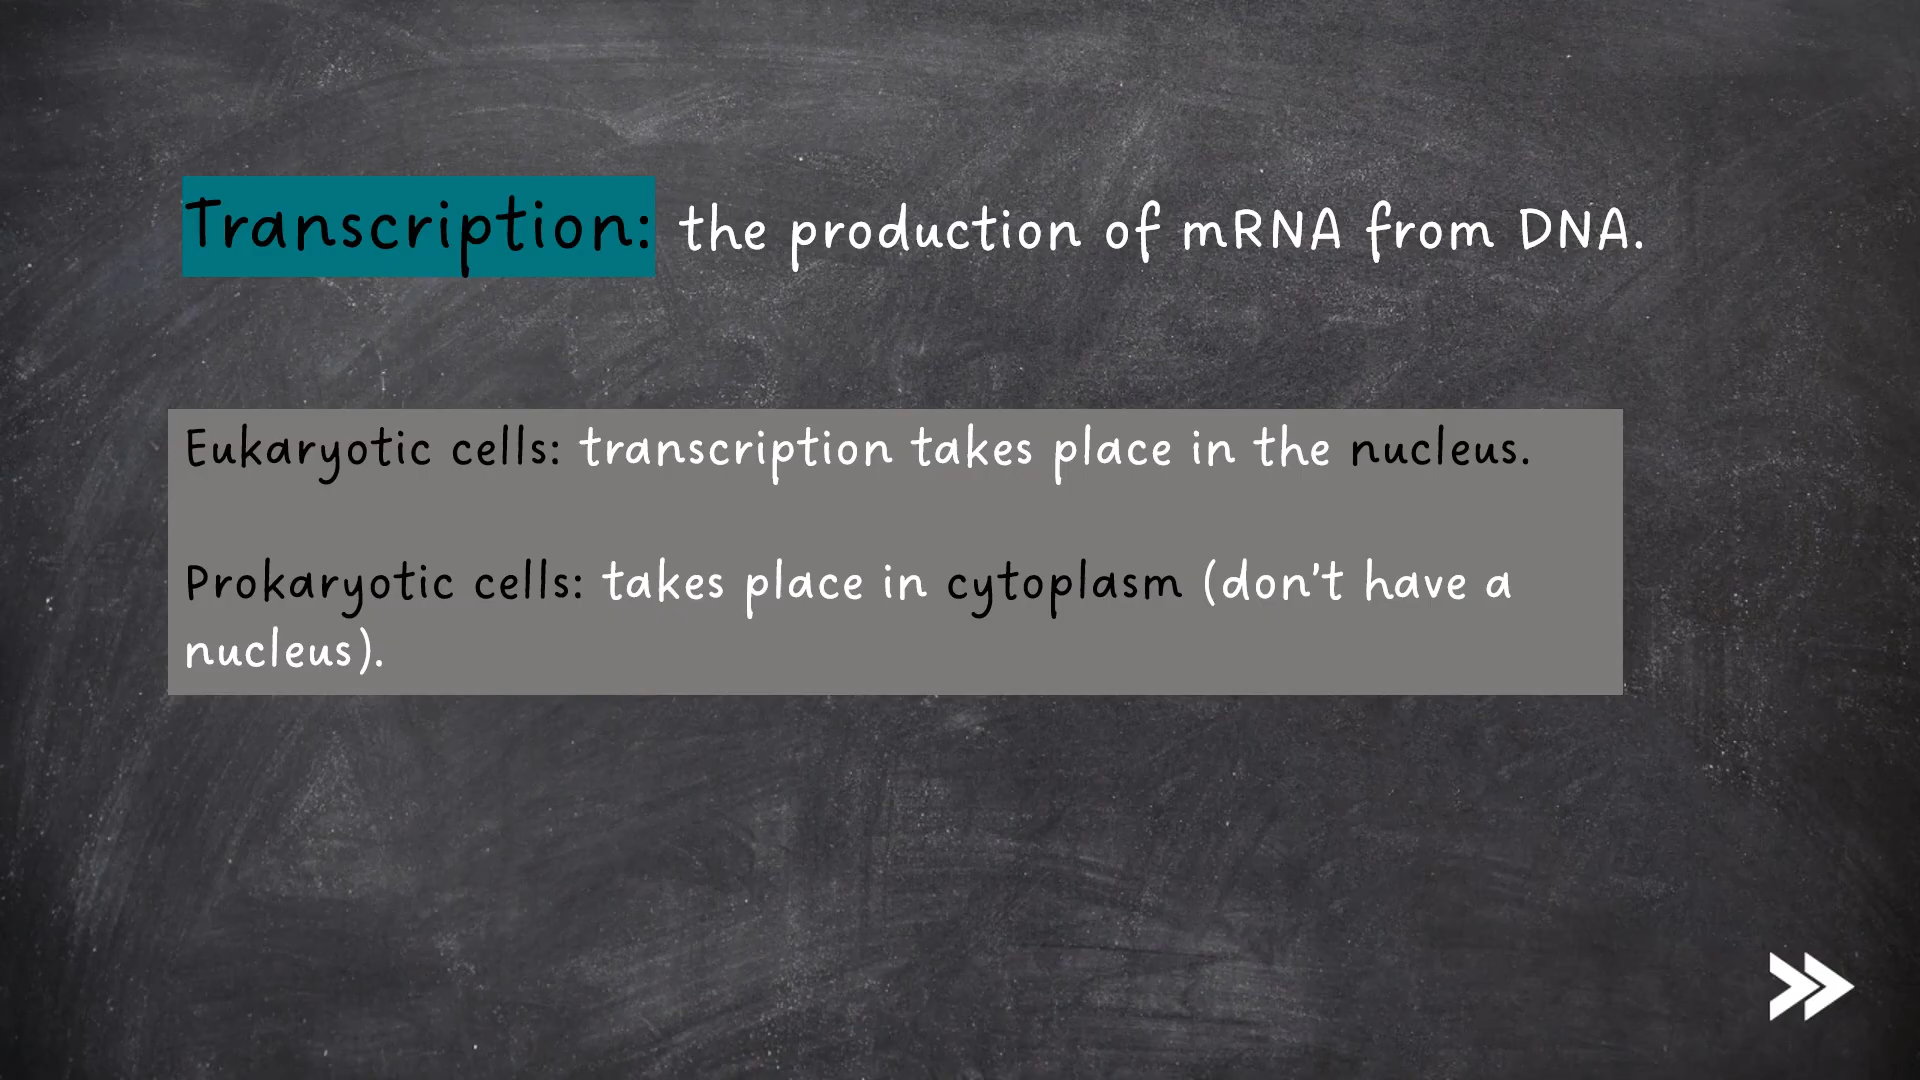 Transcription: the production of mRNA from DNA.
Eukaryotic cells: transcription takes place in the nucleus.
Prokaryotic cells: takes place in cytoplasm (don't have a
nucleus).